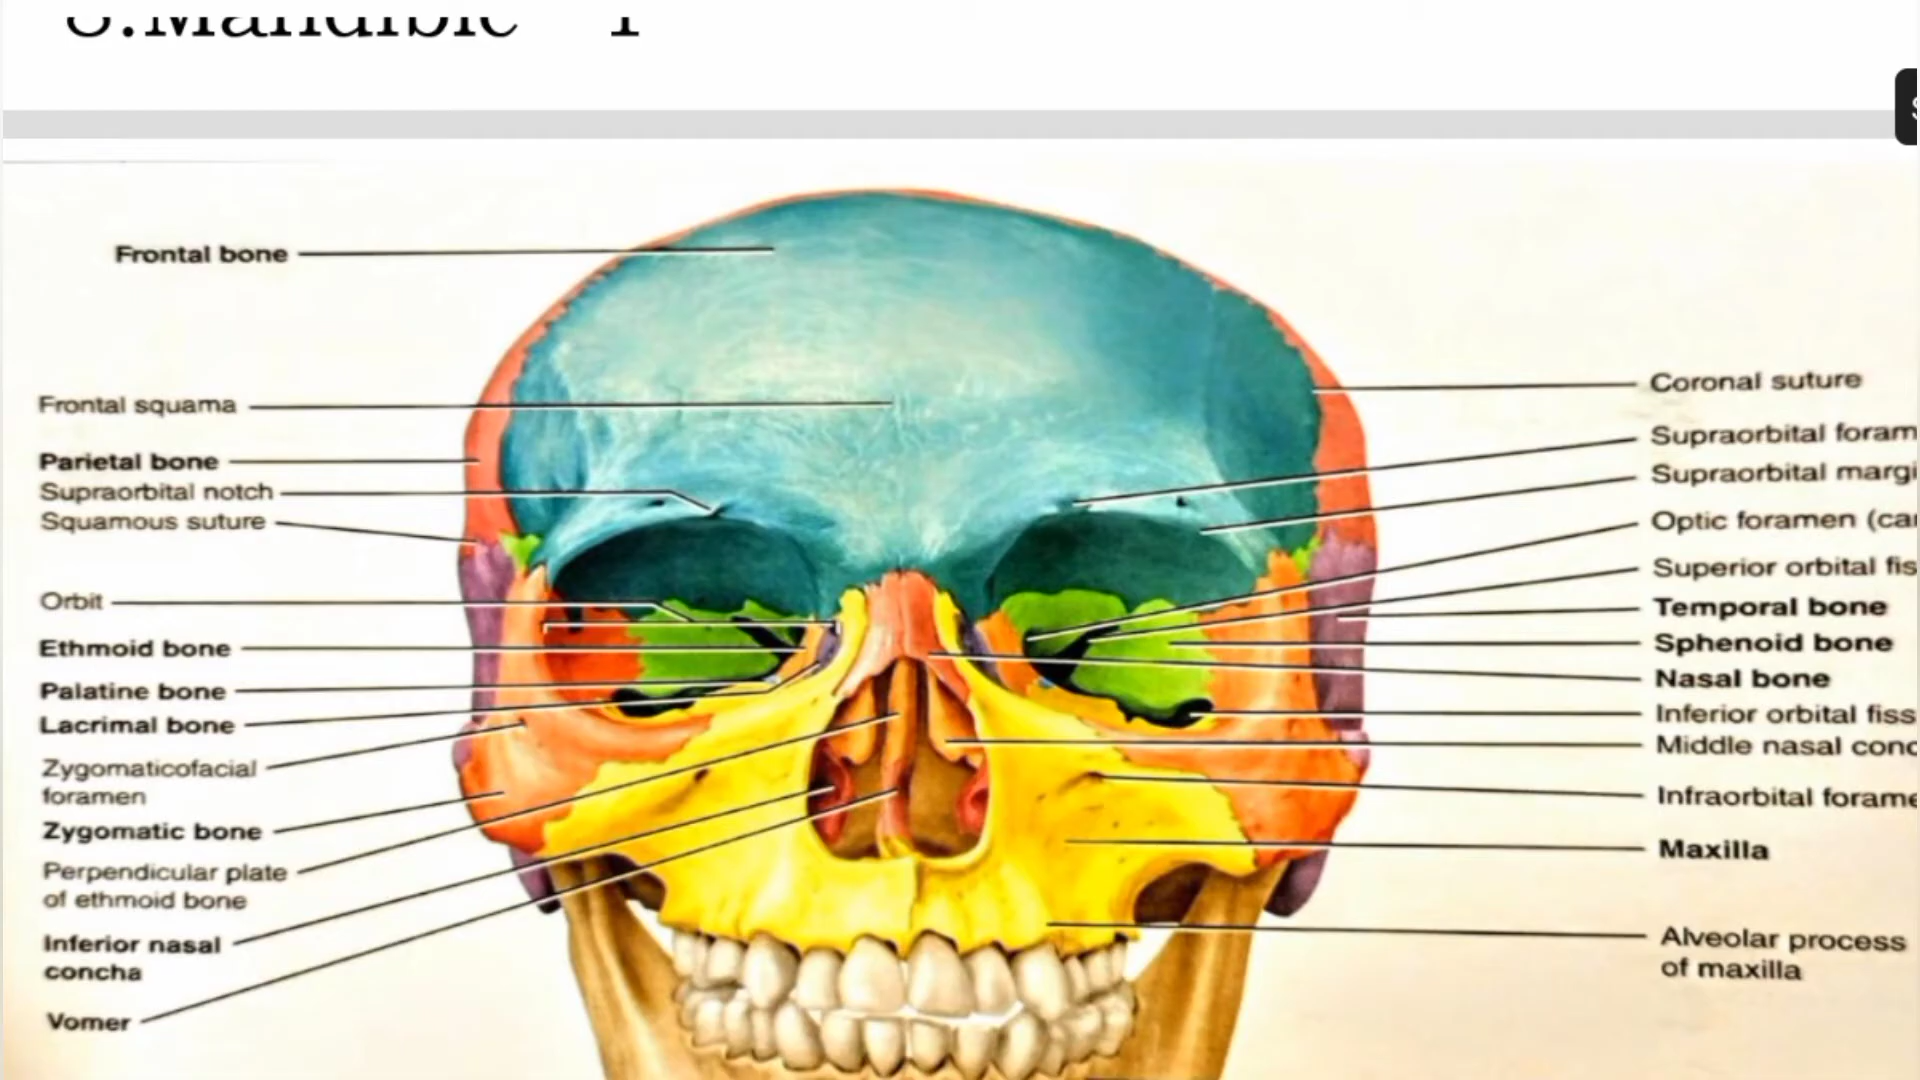 8.Mandible 1
Frontal bone
Frontal squama
Parietal bone
Supraorbital notch
Squamous suture
Orbit
Ethmoid bone
Palatine bone
Lacrimal bone
Zygomaticofacial
foramen
Zygomatic bone
Perpendicular plate
of ethmoid bone
Inferior nasal
concha
Vomer
Coronal suture
Supraorbital foram
Supraorbital margi
Optic foramen (ca
Superior orbital fis
Temporal bone
Sphenoid bone
Nasal bone
Inferior orbital fiss
Middle nasal conc
Infraorbital forame
Maxilla
Alveolar process
of maxilla